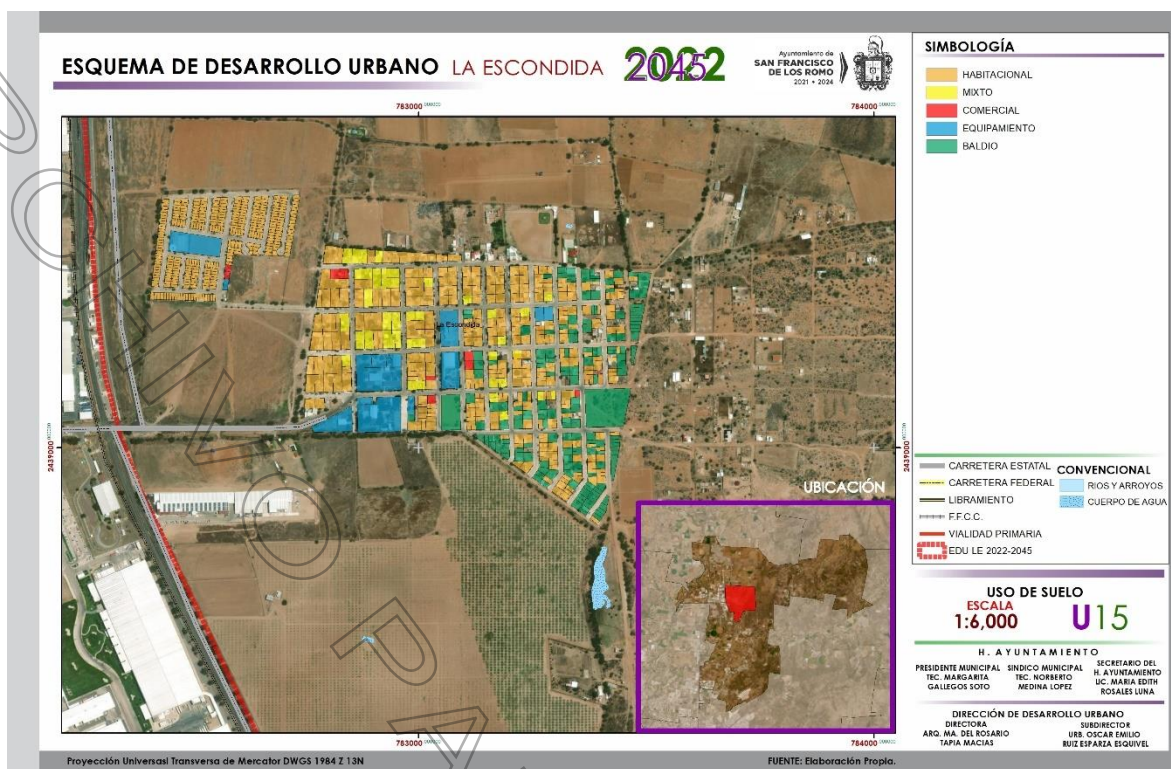 ESQUEMA DE DESARROLLO URBANO LA ESCONDIDA 2022 2045
Ayuntamiento de
SAN FRANCISCO
DE LOS ROMO
2021 • 2024
SIMBOLOGÍA
HABITACIONAL
MIXTO
COMERCIAL
EQUIPAMIENTO
BALDIO
783000
784000
La Escondida
2439000
2439000
UBICACIÓN
783000
784000
CARRETERA ESTATAL
CARRETERA FEDERAL
LIBRAMIENTO
F.F.C.C.
VIALIDAD PRIMARIA
EDU LE 2022-2045
CONVENCIONAL
RIOS Y ARROYOS
CUERPO DE AGUA
USO DE SUELO
ESCALA
1:6,000
U15
H. AYUNTAMIENTO
PRESIDENTE MUNICIPAL
TEC. MARGARITA
GALLEGOS SOTO
SINDICO MUNICIPAL
TEC. NORBERTO
MEDINA LOPEZ
SECRETARIO DEL
H. AYUNTAMIENTO
LIC. MARIA EDITH
ROSALES LUNA
DIRECCIÓN DE DESARROLLO URBANO
DIRECTORA
ARQ. MA. DEL ROSARIO
TAPIA MACIAS
SUBDIRECTOR
URB. OSCAR EMILIO
RUIZ ESPARZA ESQUIVEL
Proyección Universasl Transversa de Mercator DWGS 1984 Z 13N
FUENTE: Elaboración Propia.